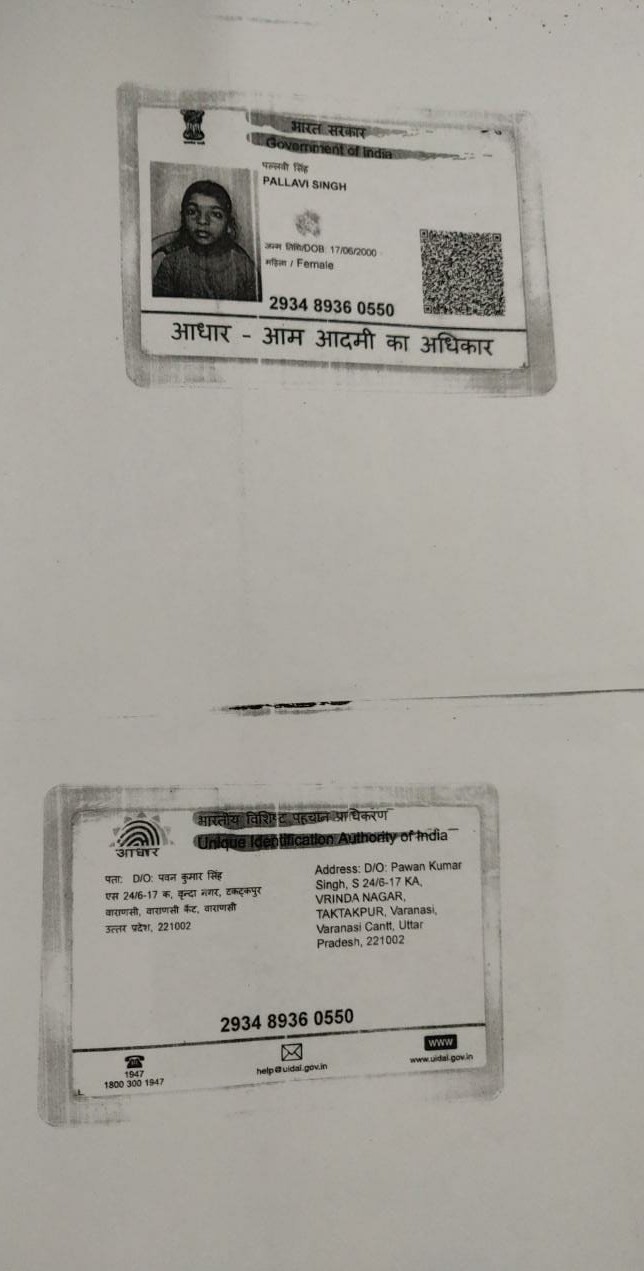 भारत सरकार
Government of India
पल्लवी सिंह
PALLAVI SINGH
जन्म तिथि/DOB: 17/06/2000
महिला / Female
2934 8936 0550
आधार - आम आदमी का अधिकार
भारतीय विशिष्ट पहचान प्राधिकरण
Unique Identification Authority of India
आधार
पता: D/O: पवन कुमार सिंह
एस 24/6-17 क, वृन्दा नगर, टकट्कपुर
वाराणसी, वाराणसी कैंट, वाराणसी
उत्तर प्रदेश, 221002
Address: D/O: Pawan Kumar
Singh, S 24/6-17 KA,
VRINDA NAGAR,
TAKTAKPUR, Varanasi,
Varanasi Cantt, Uttar
Pradesh, 221002
2934 8936 0550
1947
1800 300 1947
help@uidai.gov.in
www
www.uidai.gov.in